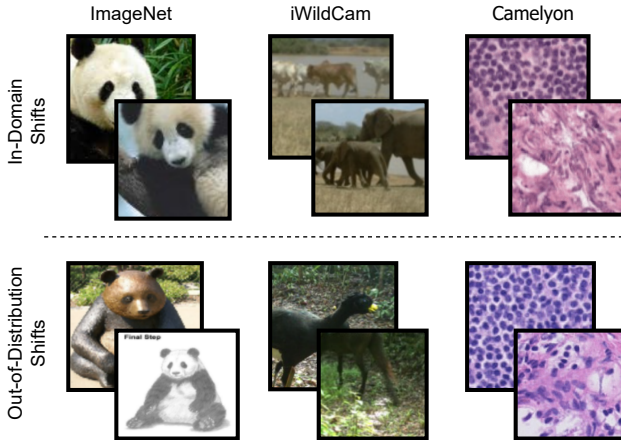 ImageNet
iWildCam
Camelyon
In-Domain
Shifts
Out-of-Distribution
Shifts
Final Step